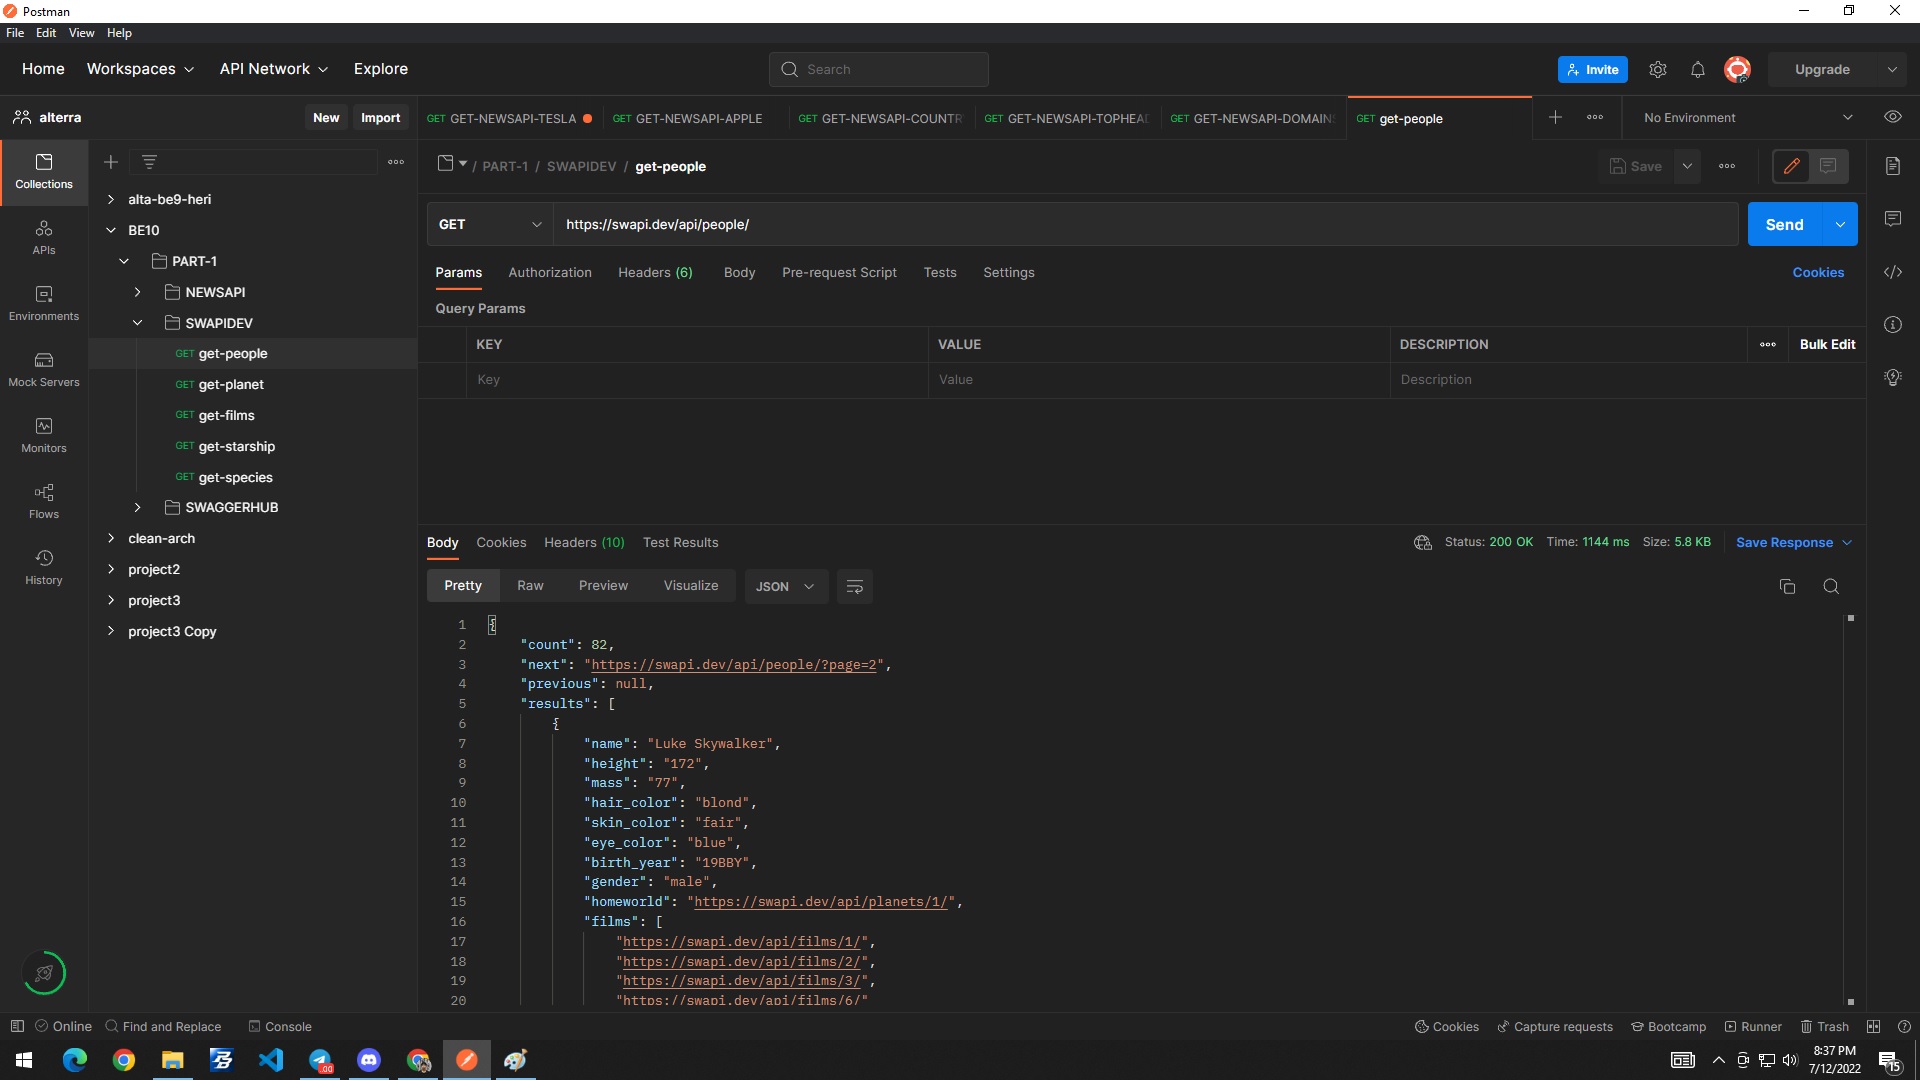 Postman
File Edit View Help
Home Workspaces API Network Explore Search Invite Upgrade
alterra New Import
GET GET-NEWSAPI-TESLA GET GET-NEWSAPI-APPLE GET GET-NEWSAPI-COUNTR GET GET-NEWSAPI-TOPHEAD GET GET-NEWSAPI-DOMAINS GET get-people No Environment
Collections
APIs
Environments
Mock Servers
Monitors
Flows
History
alta-be9-heri
BE10
PART-1
NEWSAPI
SWAPIDEV
GET get-people
GET get-planet
GET get-films
GET get-starship
GET get-species
SWAGGERHUB
clean-arch
project2
project3
project3 Copy
/ PART-1 / SWAPIDEV / get-people Save
GET https://swapi.dev/api/people/ Send
Params Authorization Headers (6) Body Pre-request Script Tests Settings Cookies
Query Params
KEY VALUE DESCRIPTION Bulk Edit
Key Value Description
Body Cookies Headers (10) Test Results Status: 200 OK Time: 1144 ms Size: 5.8 KB Save Response
Pretty Raw Preview Visualize JSON
1 {
2 "count": 82,
3 "next": "https://swapi.dev/api/people/?page=2",
4 "previous": null,
5 "results": [
6 {
7 "name": "Luke Skywalker",
8 "height": "172",
9 "mass": "77",
10 "hair_color": "blond",
11 "skin_color": "fair",
12 "eye_color": "blue",
13 "birth_year": "19BBY",
14 "gender": "male",
15 "homeworld": "https://swapi.dev/api/planets/1/",
16 "films": [
17 "https://swapi.dev/api/films/1/",
18 "https://swapi.dev/api/films/2/",
19 "https://swapi.dev/api/films/3/",
20 "https://swapi.dev/api/films/6/"
Online Find and Replace Console Cookies Capture requests Bootcamp Runner Trash
8:37 PM
7/12/2022
15